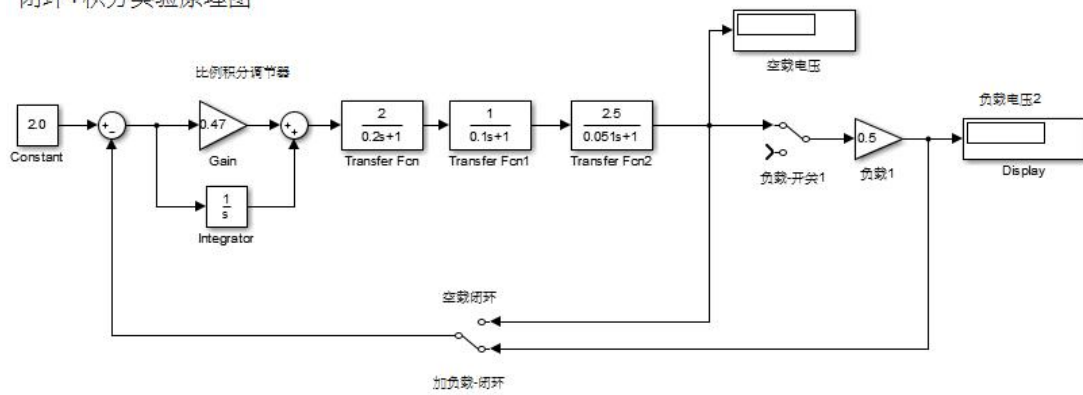 空载电压
比例积分调节器
负载电压2
2.0
0.47
2
0.2s+1
1
0.1s+1
2.5
0.051s+1
0.5
Constant
Gain
Transfer Fcn
Transfer Fcn1
Transfer Fcn2
负载-开关1
负载1
Display
1
s
Integrator
空载闭环
加负载-闭环